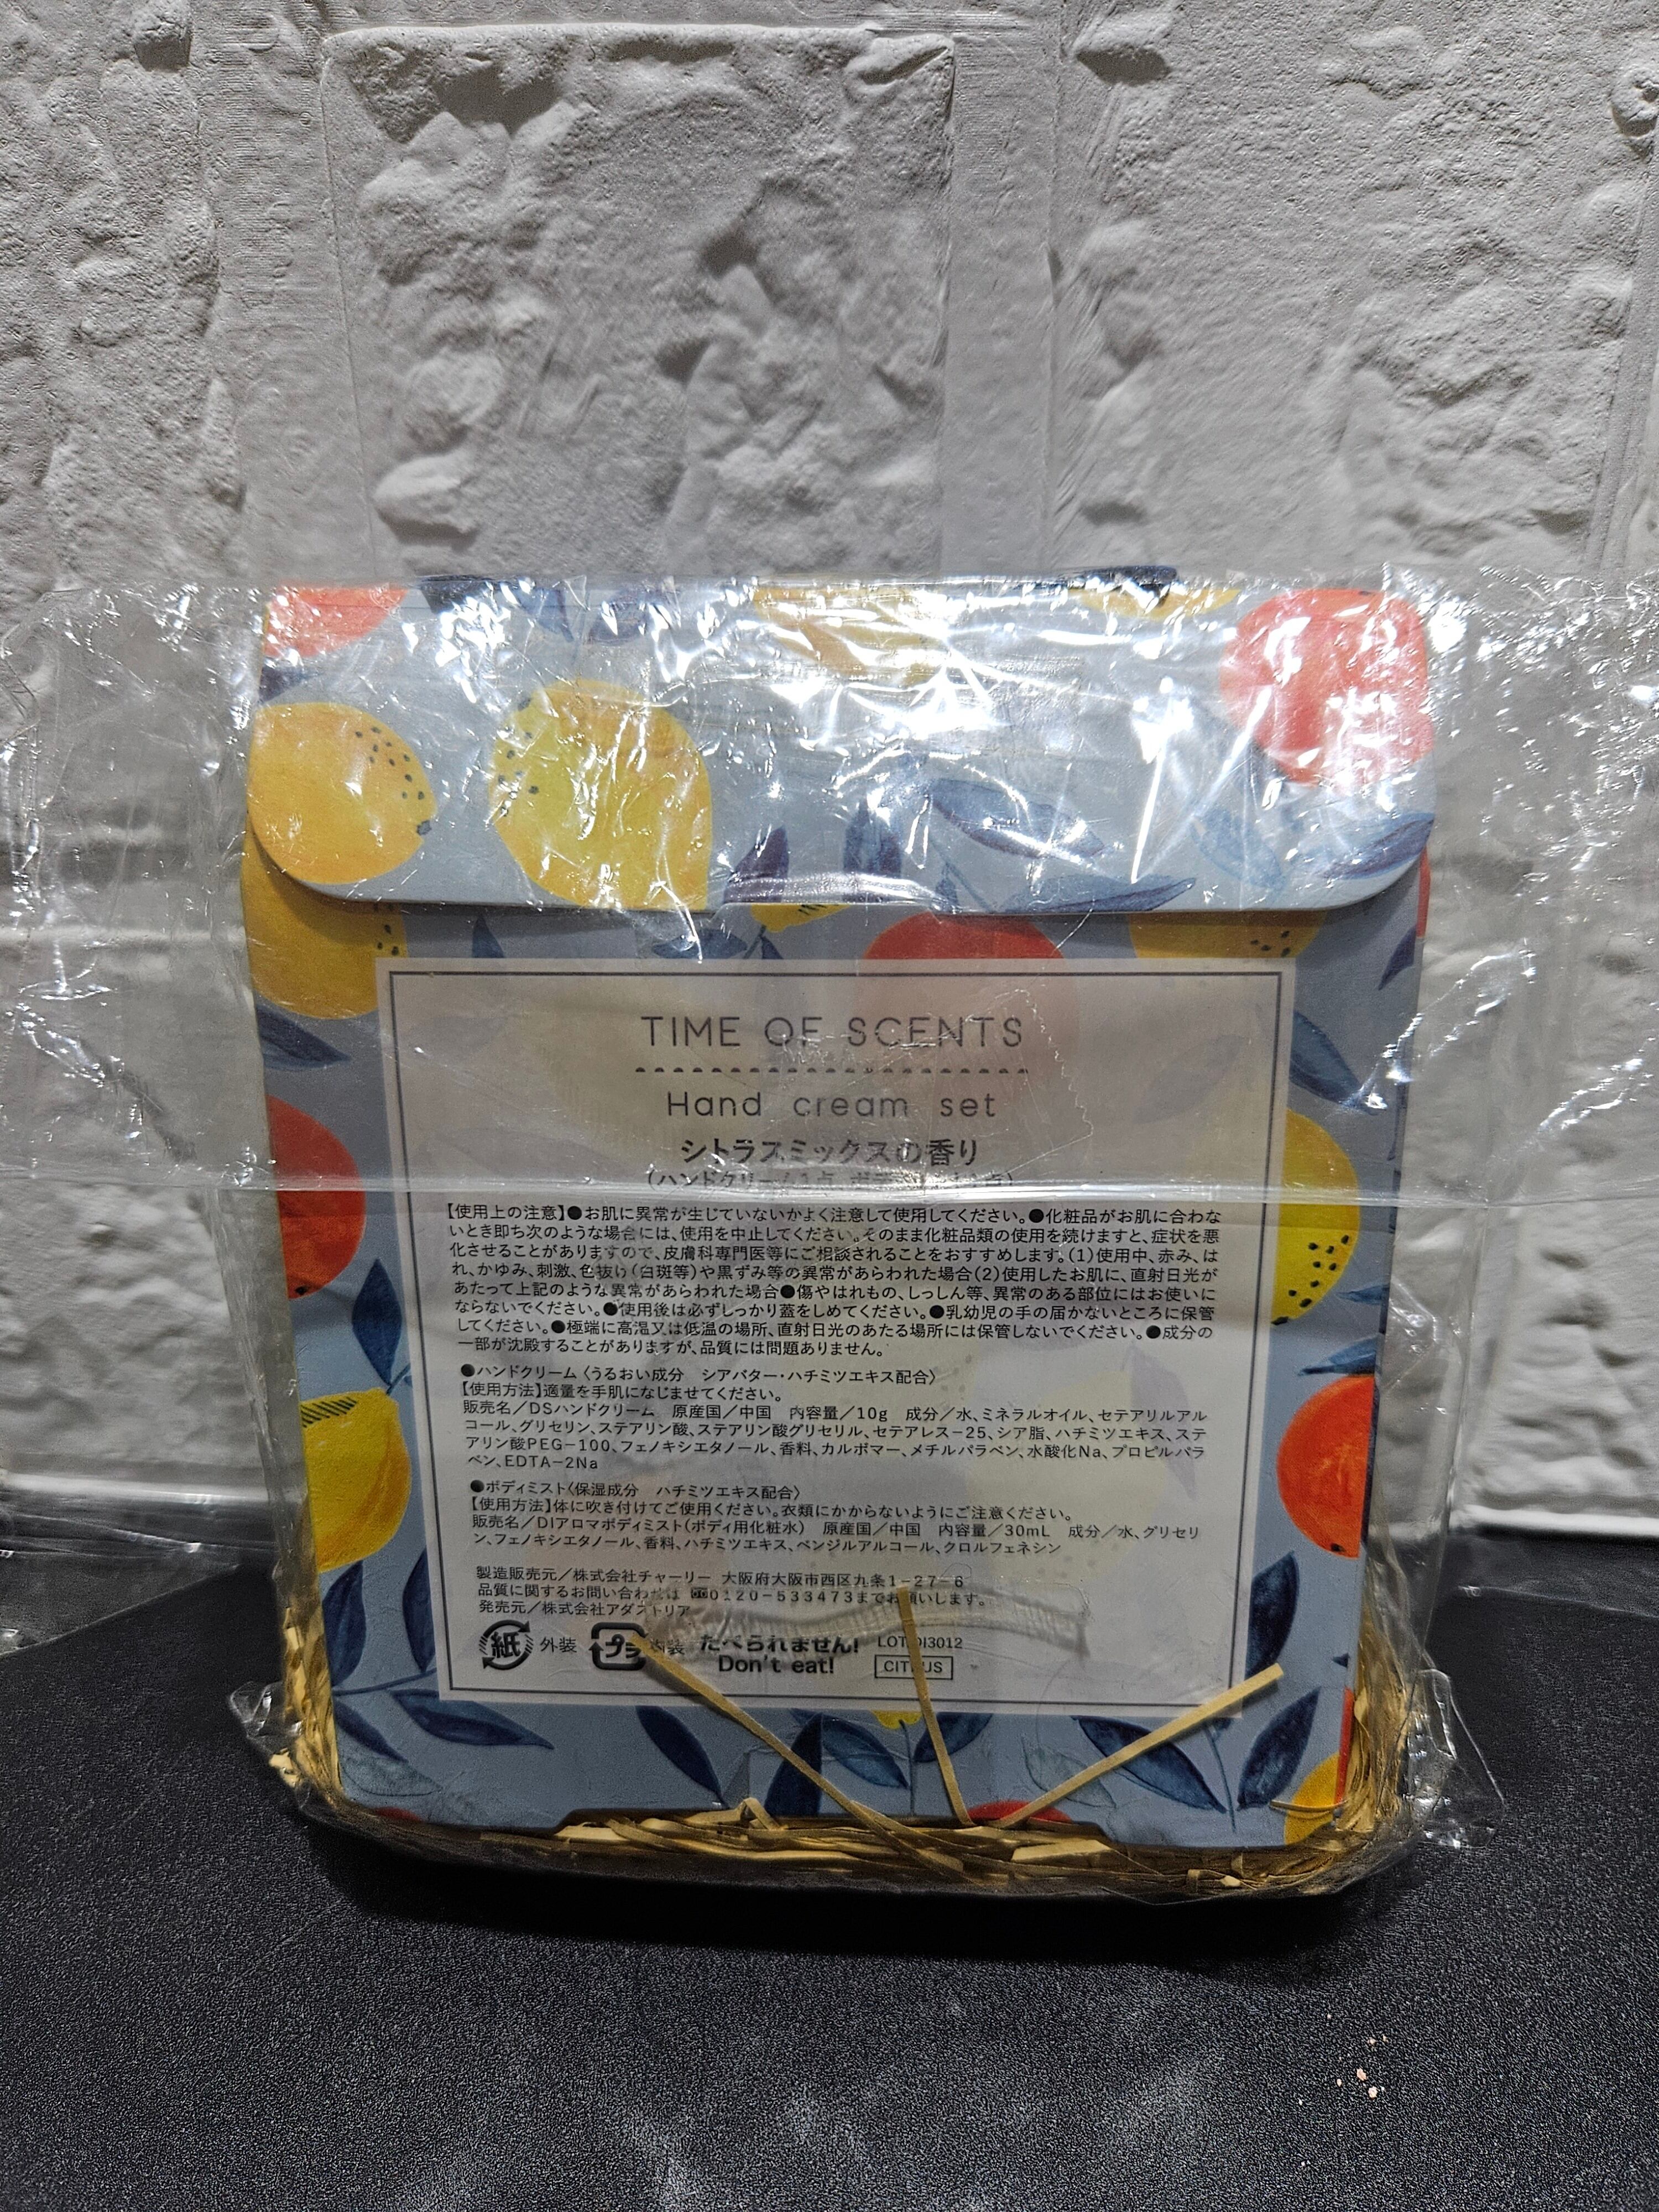 TIME OF SCENTS
Hand cream set
シトラスミックスの香り
(ハンドクリーム1点
【使用上の注意】●お肌に異常が生じていないかよく注意して使用してください。●化粧品がお肌に合わな
いとき即ち次のような場合には、使用を中止してください。そのまま化粧品類の使用を続けますと、症状を悪
化させることがありますので、皮膚科専門医等にご相談されることをおすすめします。(1)使用中、赤み、は
れ、かゆみ、刺激、色抜け(白斑等)や黒ずみ等の異常があらわれた場合(2)使用したお肌に、直射日光が
あたって上記のような異常があらわれた場合●傷やはれもの、しっしん等、異常のある部位にはお使いに
ならないでください。●使用後は必ずしっかり蓋をしめてください。●乳幼児の手の届かないところに保管
してください。●極端に高温又は低温の場所、直射日光のあたる場所には保管しないでください。●成分の
一部が沈殿することがありますが、品質には問題ありません。
●ハンドクリーム〈うるおい成分 シアバター・ハチミツエキス配合〉
【使用方法】適量を手肌になじませてください。
販売名/DSハンドクリーム 原産国/中国 内容量/10g 成分/水、ミネラルオイル、セテアリルアル
コール、グリセリン、ステアリン酸、ステアリン酸グリセリル、セテアレス-25、シア脂、ハチミツエキス、ステ
アリン酸PEG-100、フェノキシエタノール、香料、カルボマー、メチルパラベン、水酸化Na、プロピルパラ
ベン、EDTA-2Na
●ボディミスト〈保湿成分 ハチミツエキス配合〉
【使用方法】体に吹き付けてご使用ください。衣類にかからないようにご注意ください。
販売名/DIアロマボディミスト(ボディ用化粧水) 原産国/中国 内容量/30mL 成分/水、グリセリ
ン、フェノキシエタノール、香料、ハチミツエキス、ベンジルアルコール、クロルフェネシン
製造販売元/株式会社チャーリー 大阪府大阪市西区九条1-27-6
品質に関するお問い合わせは 0120-533473までお願いします。
発売元/株式会社アダストリア
紙 外装 プラ 内装 たべられません! LOT.DI3012
Don't eat! CITRUS